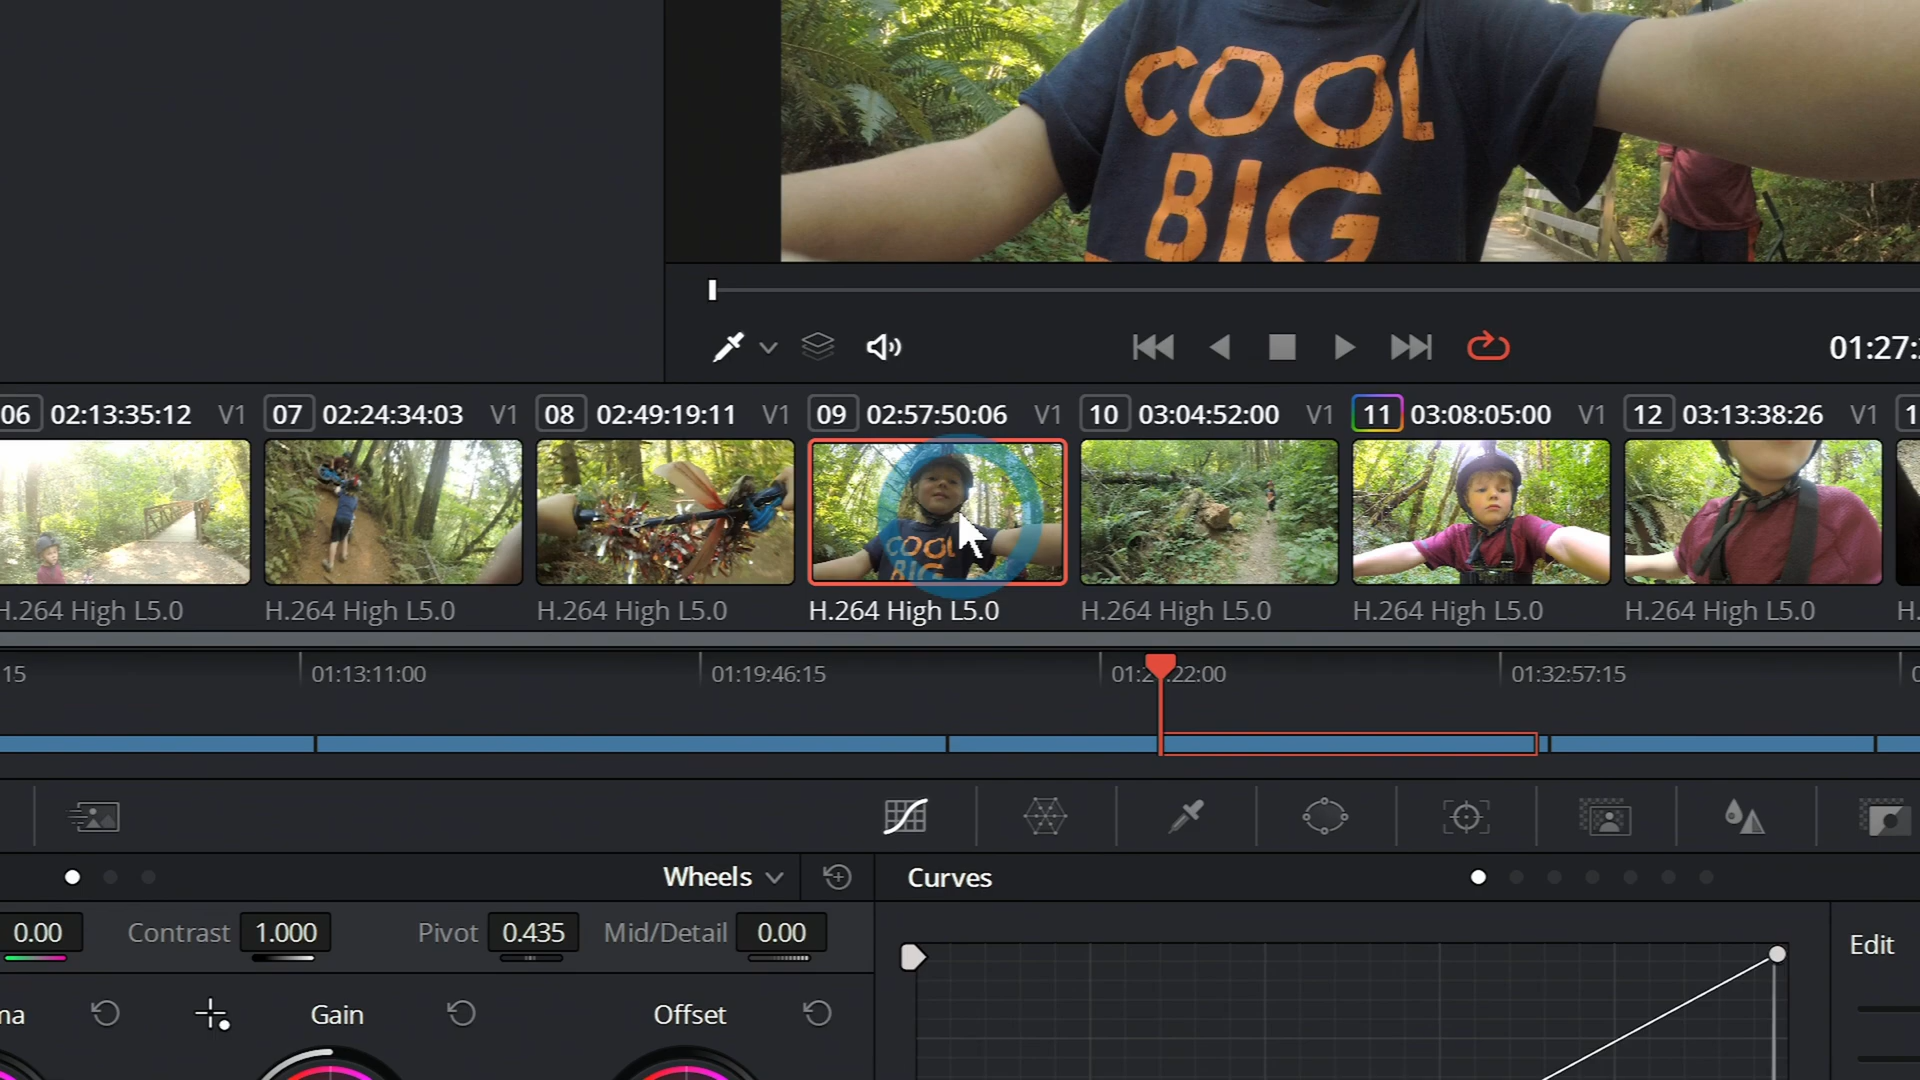 COOL
BIG
01:27:
06 02:13:35:12 V1 07 02:24:34:03 V1 08 02:49:19:11 V1 09 02:57:50:06 V1 10 03:04:52:00 V1 11 03:08:05:00 V1 12 03:13:38:26 V1 1
COOL
BIG
H.264 High L5.0 H.264 High L5.0 H.264 High L5.0 H.264 High L5.0 H.264 High L5.0 H.264 High L5.0 H.264 High L5.0 H.
15 01:13:11:00 01:19:46:15 01:2 22:00 01:32:57:15 0
Wheels Curves
0.00 Contrast 1.000 Pivot 0.435 Mid/Detail 0.00 Edit
ma Gain Offset